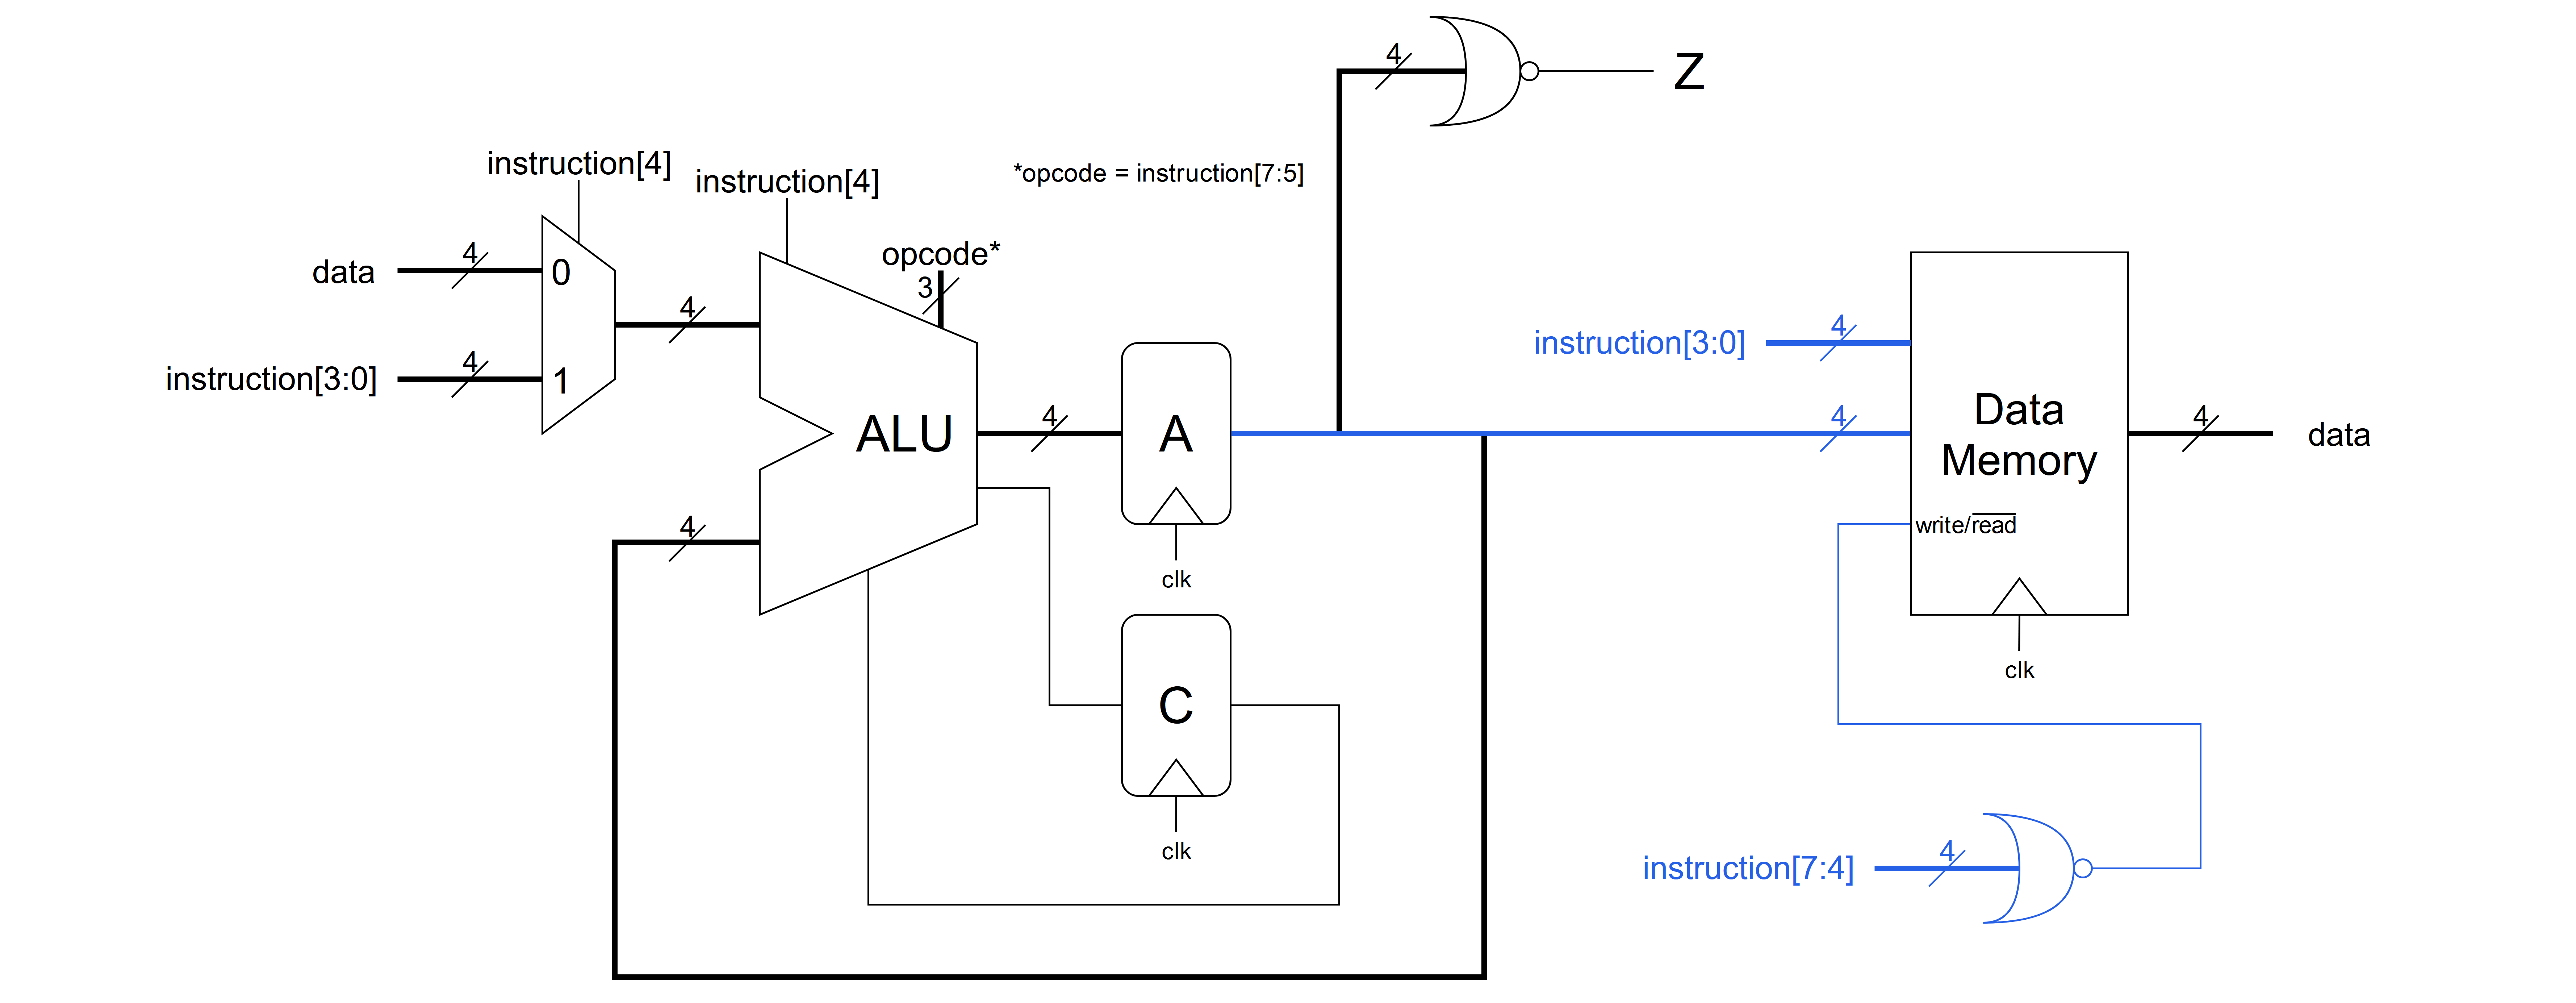 4
Z
instruction[4]
instruction[4]
*opcode = instruction[7:5]
opcode*
3
data
4
0
4
instruction[3:0]
4
1
ALU
4
A
clk
4
C
clk
instruction[3:0]
4
4
Data
Memory
write/read
clk
4
data
instruction[7:4]
4